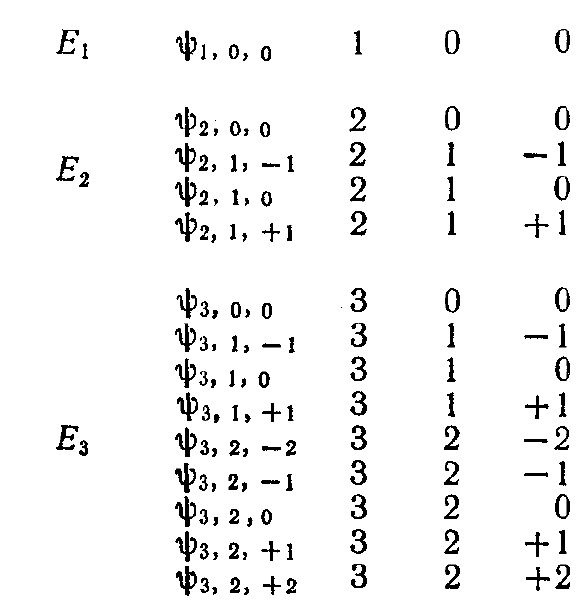 E₁ ψ₁, ₀, ₀ 1 0 0
ψ₂, ₀, ₀ 2 0 0
ψ₂, ₁, ₋₁ 2 1 −1
E₂
ψ₂, ₁, ₀ 2 1 0
ψ₂, ₁, ₊₁ 2 1 +1
ψ₃, ₀, ₀ 3 0 0
ψ₃, ₁, ₋₁ 3 1 −1
ψ₃, ₁, ₀ 3 1 0
ψ₃, ₁, ₊₁ 3 1 +1
E₃ ψ₃, ₂, ₋₂ 3 2 −2
ψ₃, ₂, ₋₁ 3 2 −1
ψ₃, ₂, ₀ 3 2 0
ψ₃, ₂, ₊₁ 3 2 +1
ψ₃, ₂, ₊₂ 3 2 +2